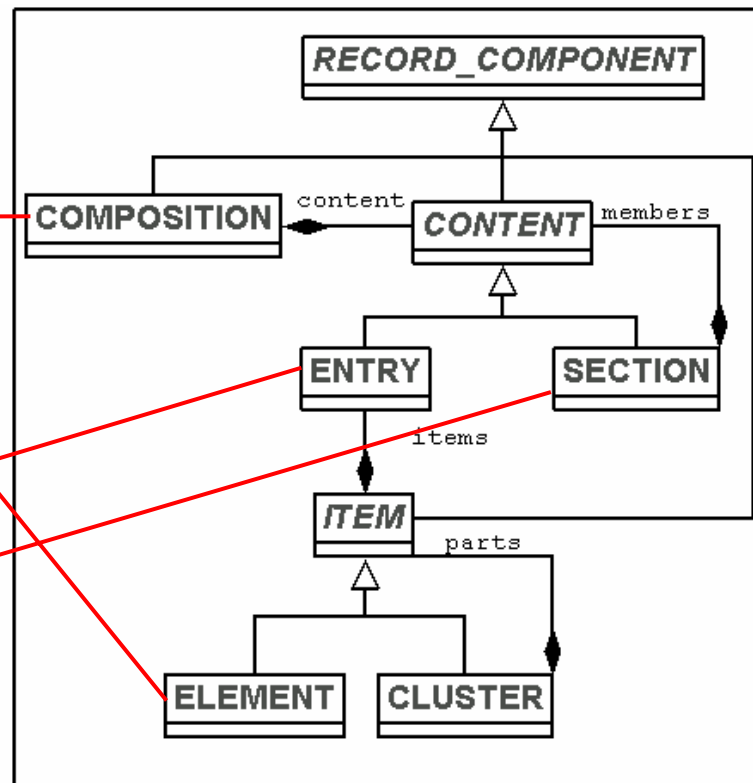 RECORD_COMPONENT
COMPOSITION
content
CONTENT
members
ENTRY
SECTION
items
ITEM
parts
ELEMENT
CLUSTER